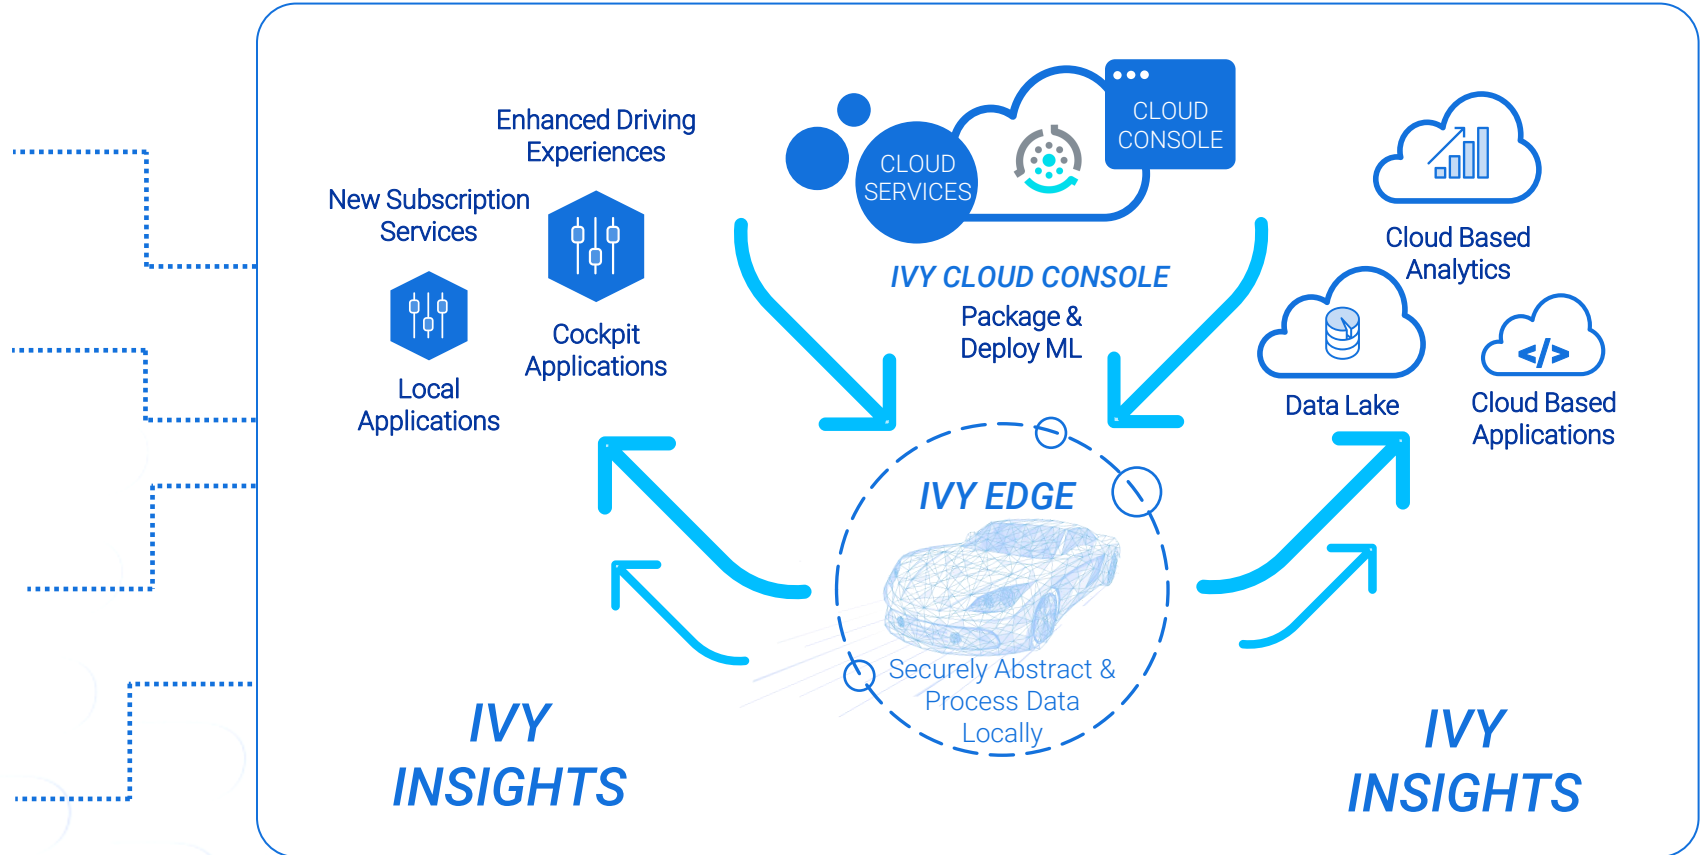 Enhanced Driving
Experiences
New Subscription
Services
Cockpit
Applications
Local
Applications
CLOUD
SERVICES
CLOUD
CONSOLE
IVY CLOUD CONSOLE
Package &
Deploy ML
Cloud Based
Analytics
Data Lake
</>
Cloud Based
Applications
IVY EDGE
Securely Abstract &
Process Data
Locally
IVY
INSIGHTS
IVY
INSIGHTS